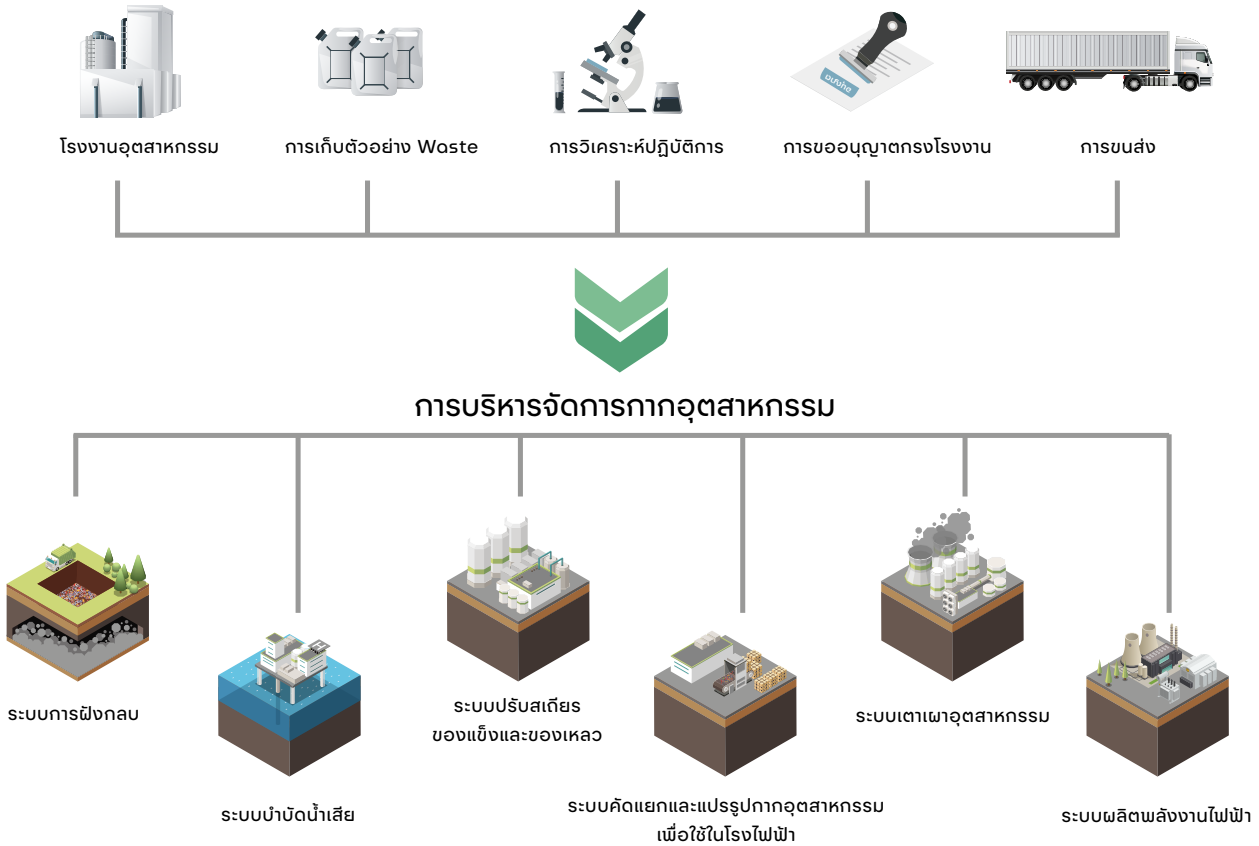 โรงงานอุตสาหกรรม
การเก็บตัวอย่าง Waste
การวิเคราะห์ปฏิบัติการ
การขออนุญาตกรงโรงงาน
การขนส่ง
การบริหารจัดการกากอุตสาหกรรม
ระบบการฝังกลบ
ระบบบำบัดน้ำเสีย
ระบบปรับสเถียร
ของแข็งและของเหลว
ระบบคัดแยกและแปรรูปกากอุตสาหกรรม
เพื่อใช้ในโรงไฟฟ้า
ระบบเตาเผาอุตสาหกรรม
ระบบผลิตพลังงานไฟฟ้า